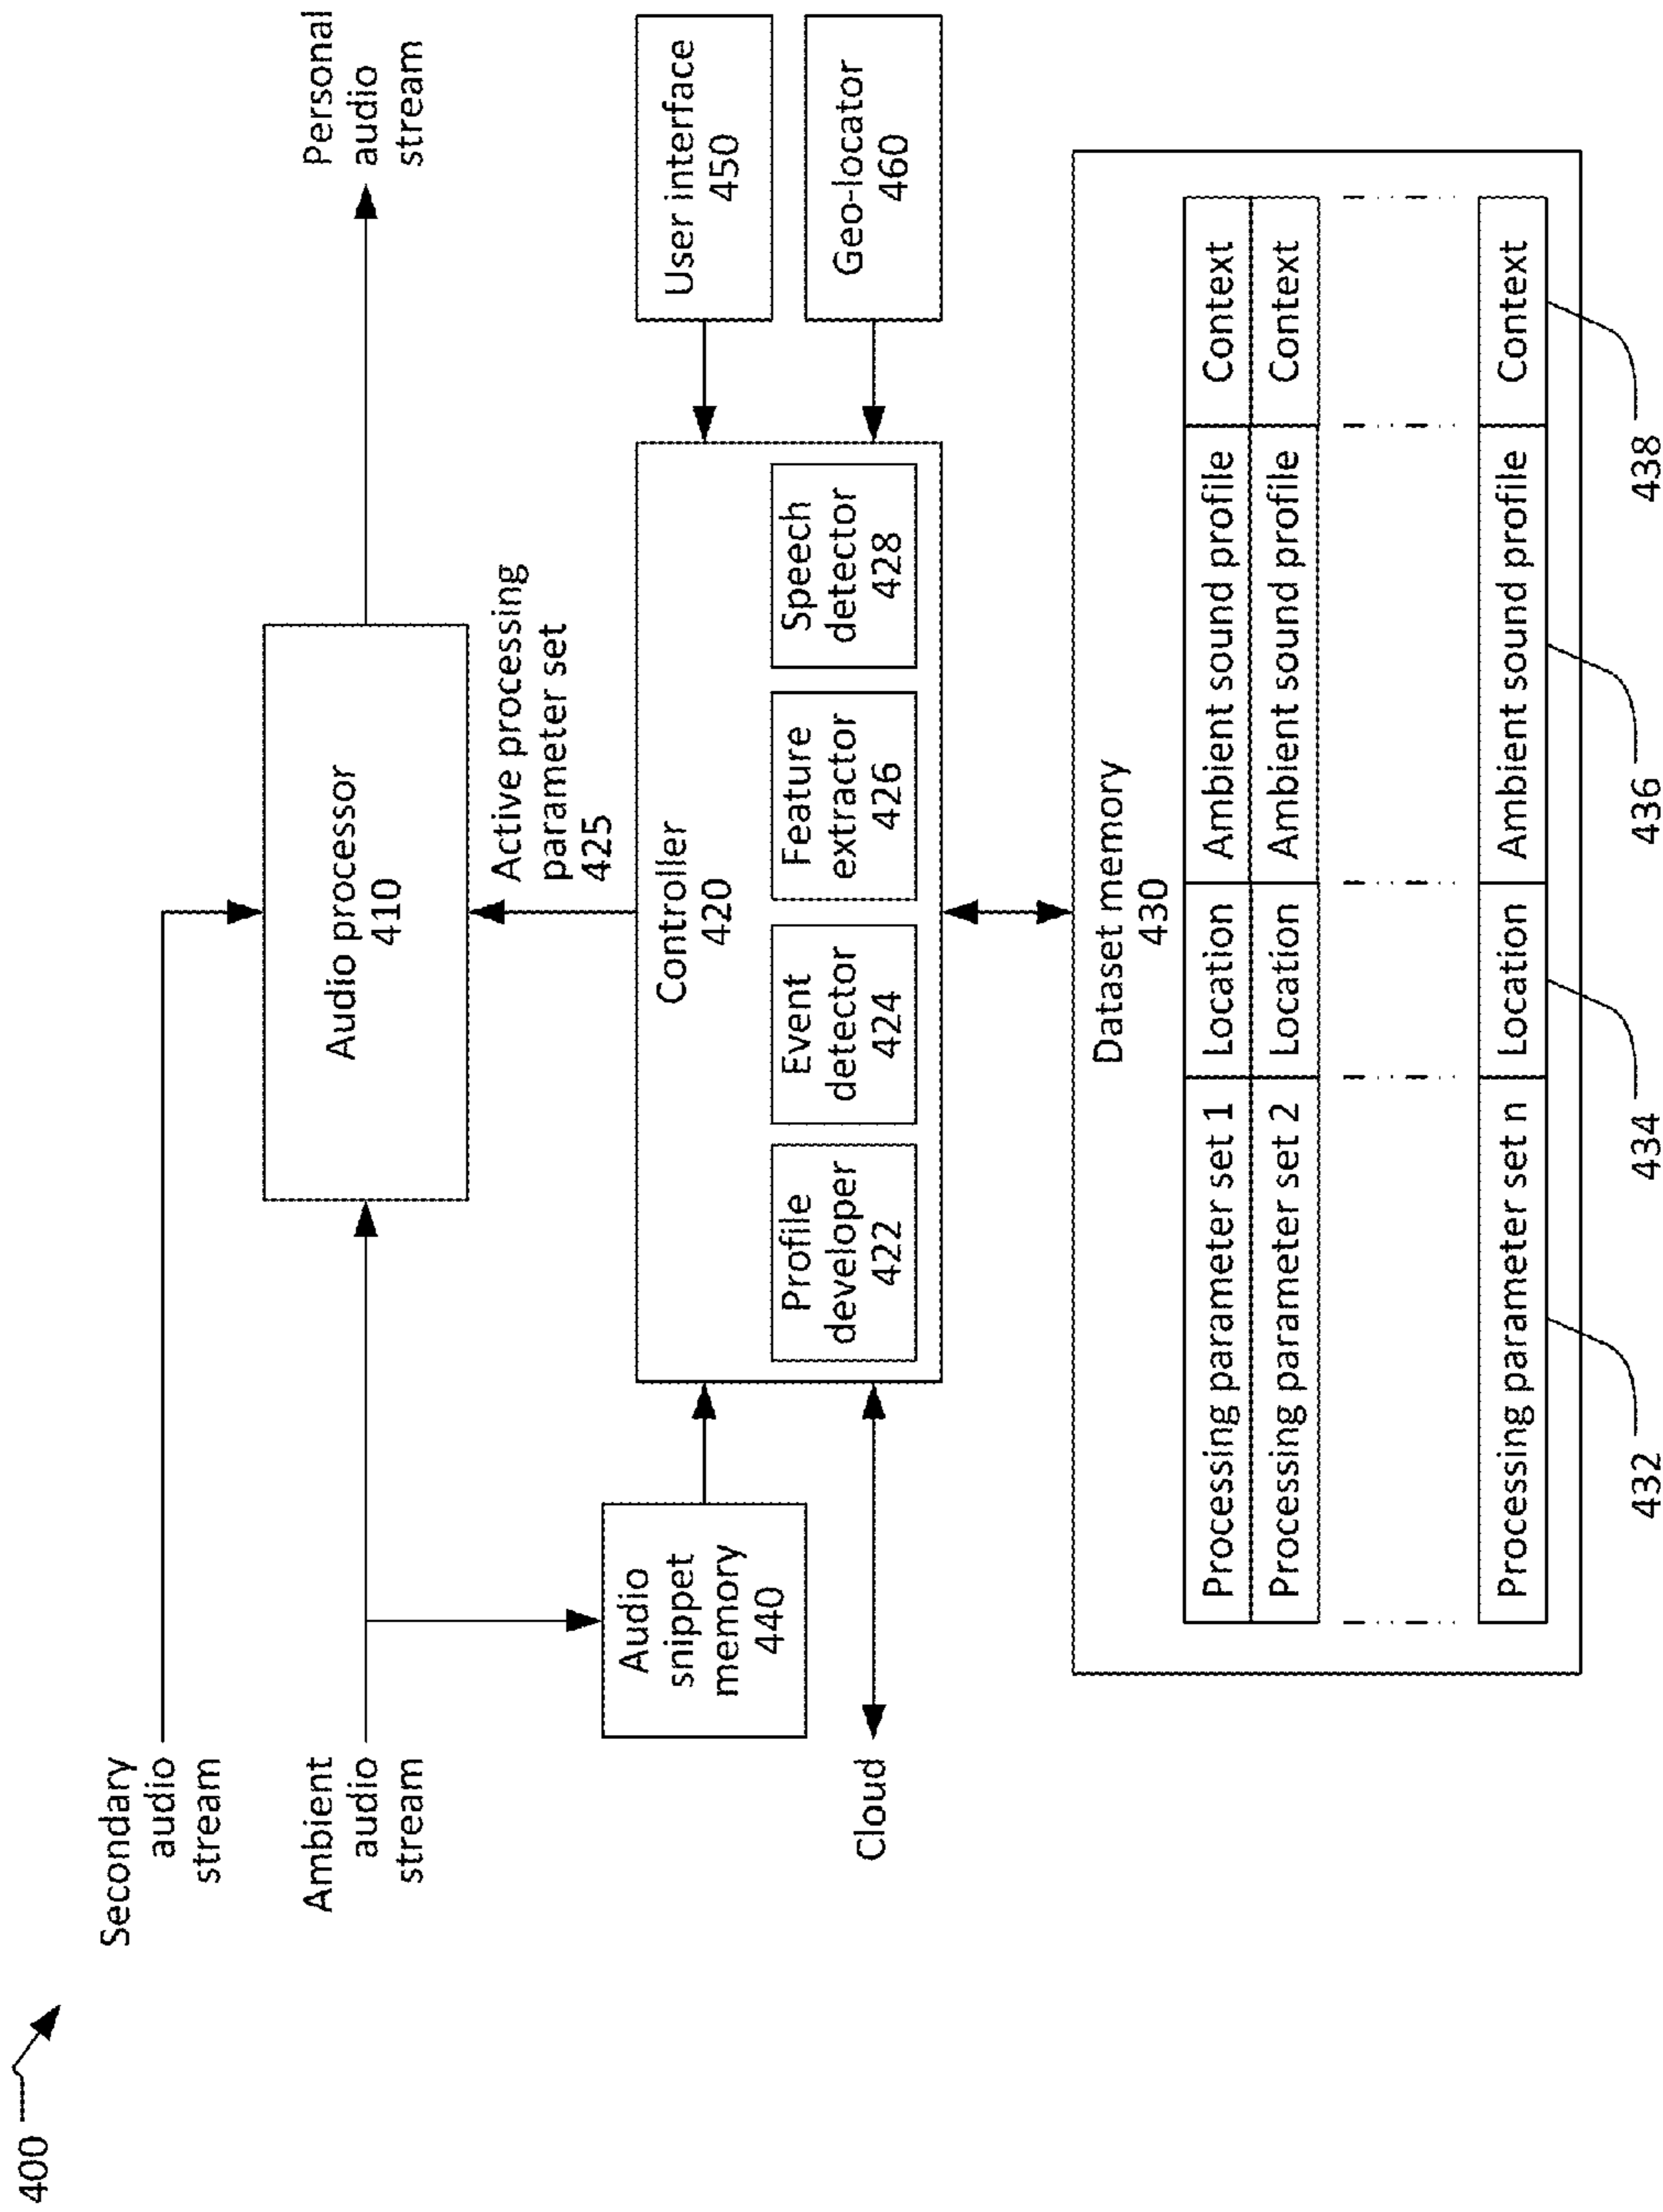 400
Secondary
audio
stream
Ambient
audio
stream
Personal
audio
stream
Audio processor
410
Active processing
parameter set
425
Audio
snippet
memory
440
Cloud
Controller
420
Profile
developer
422
Event
detector
424
Feature
extractor
426
Speech
detector
428
User interface
450
Geo-locator
460
Dataset memory
430
Processing parameter set 1 Location Ambient sound profile Context
Processing parameter set 2 Location Ambient sound profile Context
Processing parameter set n Location Ambient sound profile Context
432 434 436 438